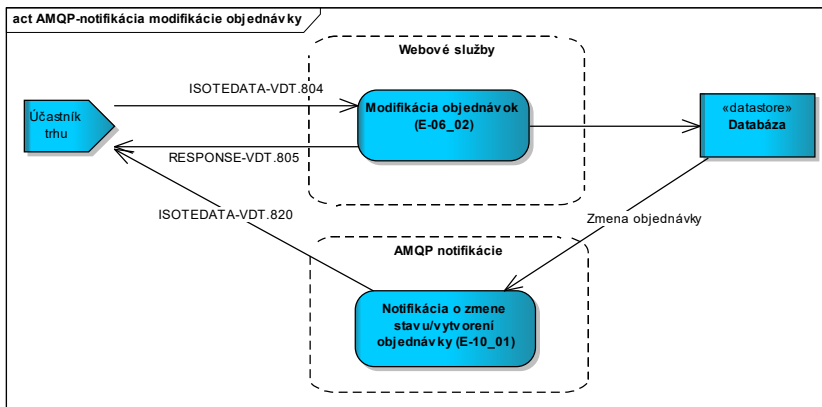 act AMQP-notifikácia modifikácie objednávky
Webové služby
ISOTEDATA-VDT.804
Modifikácia objednávok
(E-06_02)
«datastore»
Databáza
Účastník
trhu
RESPONSE-VDT.805
ISOTEDATA-VDT.820
Zmena objednávky
AMQP notifikácie
Notifikácia o zmene
stavu/vytvorení
objednávky (E-10_01)